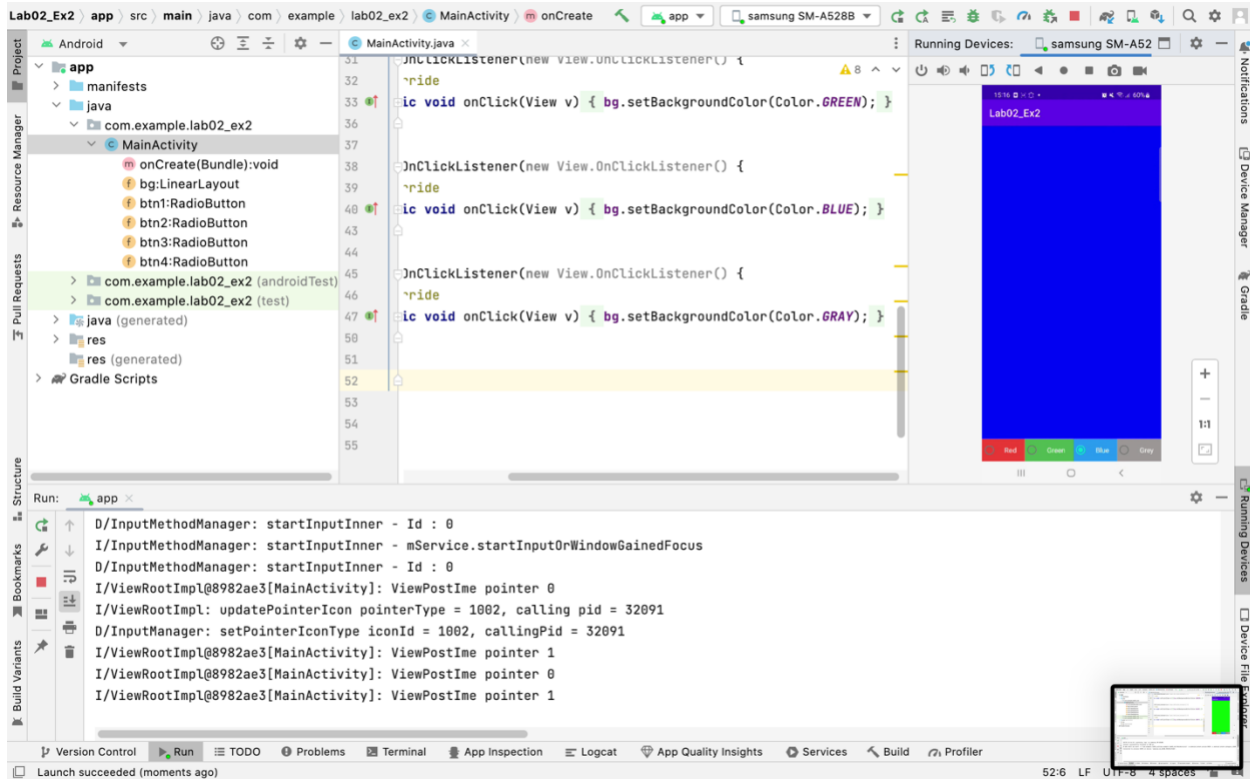 Lab02_Ex2 › app › src › main › java › com › example › lab02_ex2 › MainActivity › onCreate app samsung SM-A528B
Project
Resource Manager
Pull Requests
Structure
Bookmarks
Build Variants
Android
app
manifests
java
com.example.lab02_ex2
MainActivity
onCreate(Bundle):void
bg:LinearLayout
btn1:RadioButton
btn2:RadioButton
btn3:RadioButton
btn4:RadioButton
com.example.lab02_ex2 (androidTest)
com.example.lab02_ex2 (test)
java (generated)
res
res (generated)
Gradle Scripts
MainActivity.java
8
31 OnClickListener(new View.OnClickListener() {
32 rride
33 ic void onClick(View v) { bg.setBackgroundColor(Color.GREEN); }
36
37
38 OnClickListener(new View.OnClickListener() {
39 rride
40 ic void onClick(View v) { bg.setBackgroundColor(Color.BLUE); }
43
44
45 OnClickListener(new View.OnClickListener() {
46 rride
47 ic void onClick(View v) { bg.setBackgroundColor(Color.GRAY); }
50
51
52
53
54
55
Running Devices: samsung SM-A52
15:16 60%
Lab02_Ex2
Red Green Blue Grey
1:1
Notifications
Device Manager
Gradle
Running Devices
Device File Explorer
Run: app
D/InputMethodManager: startInputInner - Id : 0
I/InputMethodManager: startInputInner - mService.startInputOrWindowGainedFocus
D/InputMethodManager: startInputInner - Id : 0
I/ViewRootImpl@8982ae3[MainActivity]: ViewPostIme pointer 0
I/ViewRootImpl: updatePointerIcon pointerType = 1002, calling pid = 32091
D/InputManager: setPointerIconType iconId = 1002, callingPid = 32091
I/ViewRootImpl@8982ae3[MainActivity]: ViewPostIme pointer 1
I/ViewRootImpl@8982ae3[MainActivity]: ViewPostIme pointer 0
I/ViewRootImpl@8982ae3[MainActivity]: ViewPostIme pointer 1
Version Control Run TODO Problems Terminal App Inspection Logcat App Quality Insights Services Build Profiler
Launch succeeded (moments ago) 52:6 LF UTF-8 4 spaces